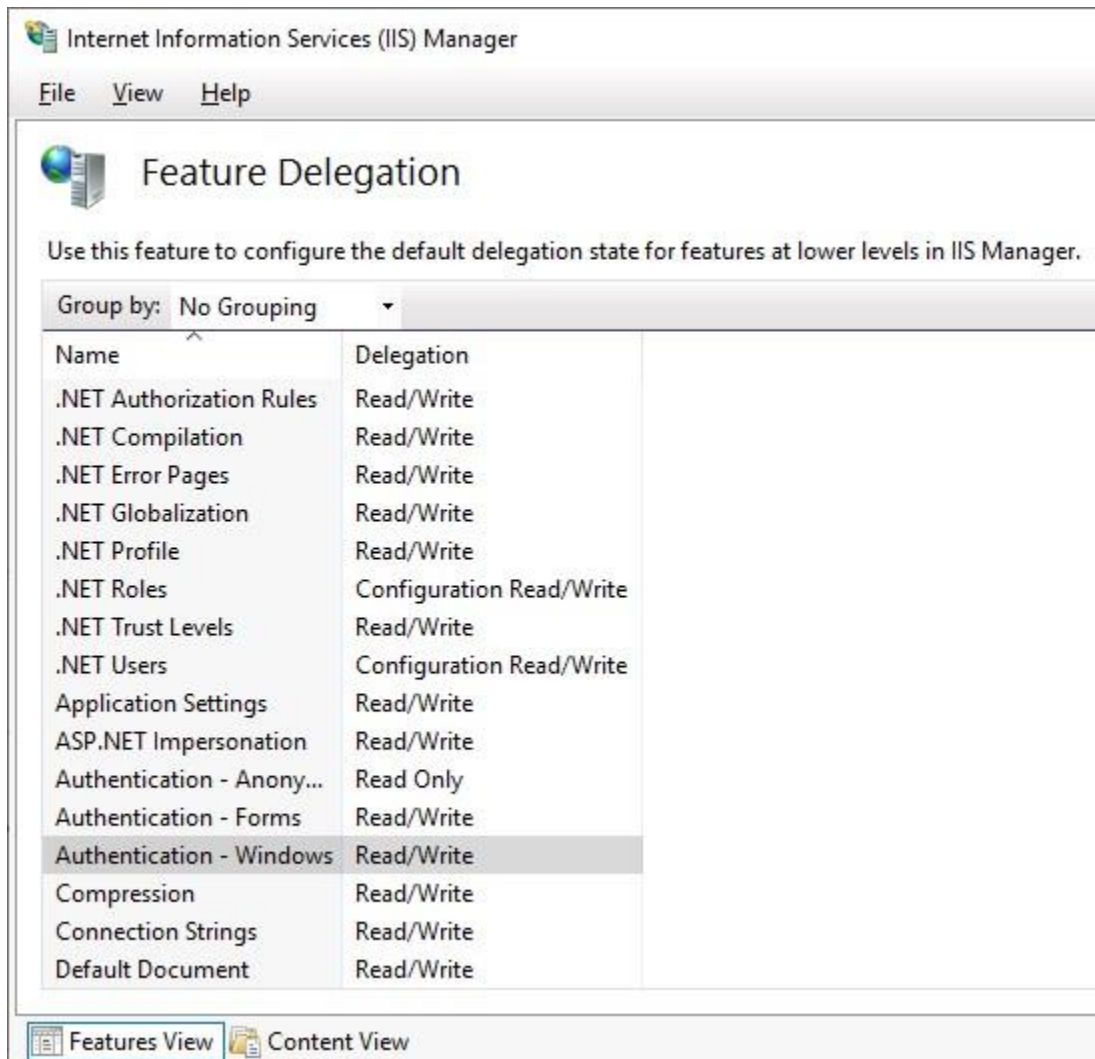 Internet Information Services (IIS) Manager
File View Help
Feature Delegation
Use this feature to configure the default delegation state for features at lower levels in IIS Manager.
Group by: No Grouping
Name Delegation
.NET Authorization Rules Read/Write
.NET Compilation Read/Write
.NET Error Pages Read/Write
.NET Globalization Read/Write
.NET Profile Read/Write
.NET Roles Configuration Read/Write
.NET Trust Levels Read/Write
.NET Users Configuration Read/Write
Application Settings Read/Write
ASP.NET Impersonation Read/Write
Authentication - Anony... Read Only
Authentication - Forms Read/Write
Authentication - Windows Read/Write
Compression Read/Write
Connection Strings Read/Write
Default Document Read/Write
Features View Content View